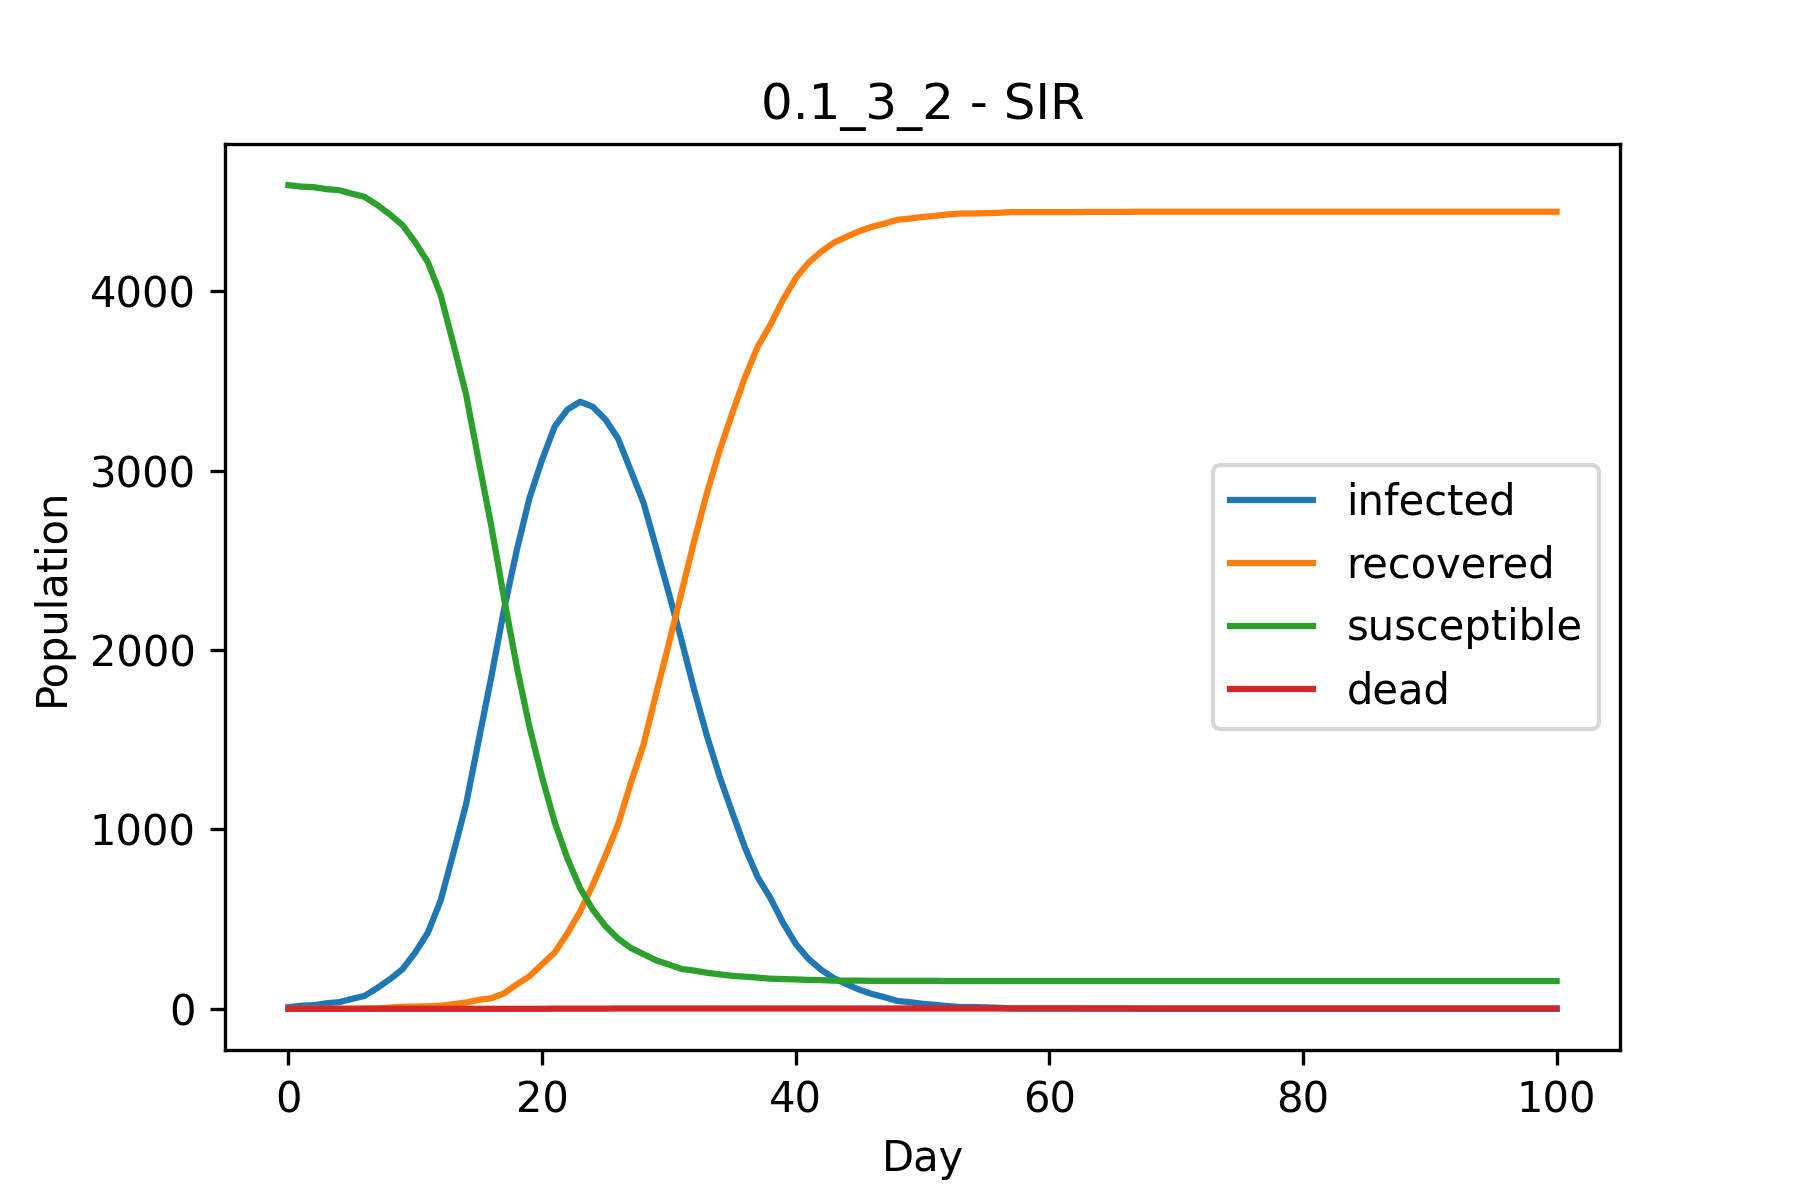 0.1_3_2 - SIR
Population
4000
3000
2000
1000
0
infected
recovered
susceptible
dead
0 20 40 60 80 100
Day